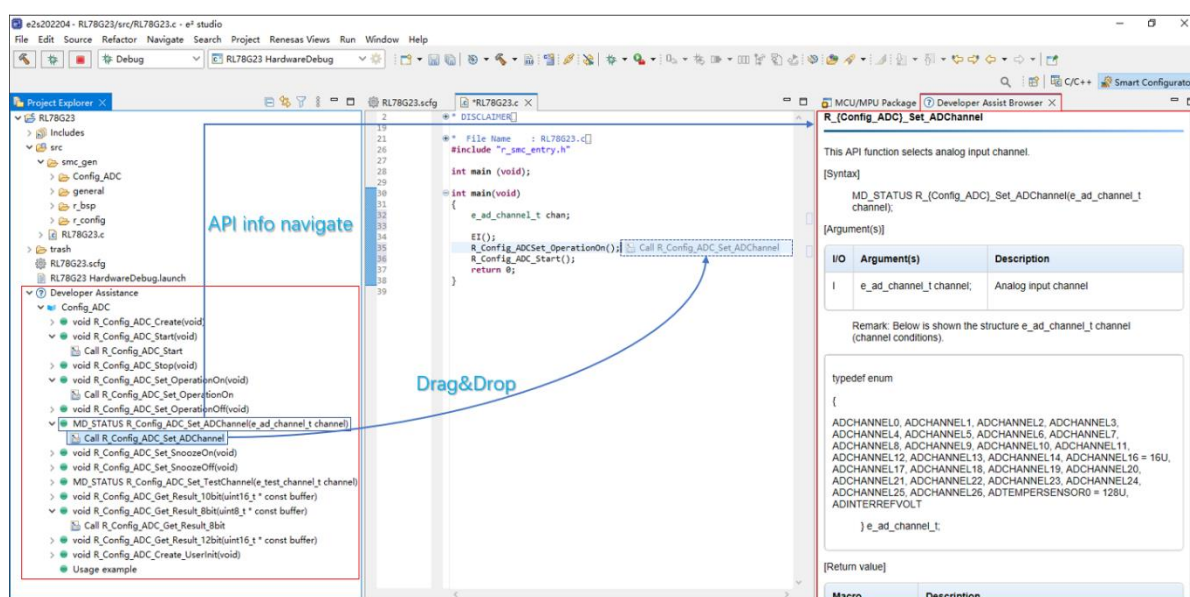 e2s202204 - RL78G23/src/RL78G23.c - e² studio
File Edit Source Refactor Navigate Search Project Renesas Views Run Window Help
Debug
RL78G23 HardwareDebug
C/C++
Smart Configurato
Project Explorer
RL78G23
Includes
src
smc_gen
Config_ADC
general
r_bsp
r_config
RL78G23.c
trash
RL78G23.scfg
RL78G23 HardwareDebug.launch
Developer Assistance
Config_ADC
void R_Config_ADC_Create(void)
void R_Config_ADC_Start(void)
Call R_Config_ADC_Start
void R_Config_ADC_Stop(void)
void R_Config_ADC_Set_OperationOn(void)
Call R_Config_ADC_Set_OperationOn
void R_Config_ADC_Set_OperationOff(void)
MD_STATUS R_Config_ADC_Set_ADChannel(e_ad_channel_t channel)
Call R_Config_ADC_Set_ADChannel
void R_Config_ADC_Set_SnoozeOn(void)
void R_Config_ADC_Set_SnoozeOff(void)
MD_STATUS R_Config_ADC_Set_TestChannel(e_test_channel_t channel)
void R_Config_ADC_Get_Result_10bit(uint16_t * const buffer)
void R_Config_ADC_Get_Result_8bit(uint8_t * const buffer)
Call R_Config_ADC_Get_Result_8bit
void R_Config_ADC_Get_Result_12bit(uint16_t * const buffer)
void R_Config_ADC_Create_UserInit(void)
Usage example
API info navigate
Drag&Drop
RL78G23.scfg
*RL78G23.c
2 * DISCLAIMER
19
21 * File Name : RL78G23.c
26 #include "r_smc_entry.h"
27
28 int main (void);
29
30 int main(void)
31 {
32 e_ad_channel_t chan;
33
34 EI();
35 R_Config_ADCSet_OperationOn(); Call R_Config_ADC_Set_ADChannel
36 R_Config_ADC_Start();
37 return 0;
38 }
39
MCU/MPU Package
Developer Assist Browser
R_{Config_ADC}_Set_ADChannel
This API function selects analog input channel.
[Syntax]
MD_STATUS R_{Config_ADC}_Set_ADChannel(e_ad_channel_t
channel);
[Argument(s)]
I/O Argument(s) Description
I e_ad_channel_t channel; Analog input channel
Remark: Below is shown the structure e_ad_channel_t channel
(channel conditions).
typedef enum
{
ADCHANNEL0, ADCHANNEL1, ADCHANNEL2, ADCHANNEL3,
ADCHANNEL4, ADCHANNEL5, ADCHANNEL6, ADCHANNEL7,
ADCHANNEL8, ADCHANNEL9, ADCHANNEL10, ADCHANNEL11,
ADCHANNEL12, ADCHANNEL13, ADCHANNEL14, ADCHANNEL16 = 16U,
ADCHANNEL17, ADCHANNEL18, ADCHANNEL19, ADCHANNEL20,
ADCHANNEL21, ADCHANNEL22, ADCHANNEL23, ADCHANNEL24,
ADCHANNEL25, ADCHANNEL26, ADTEMPERSENSOR0 = 128U,
ADINTERREFVOLT
} e_ad_channel_t;
[Return value]
Macro Description